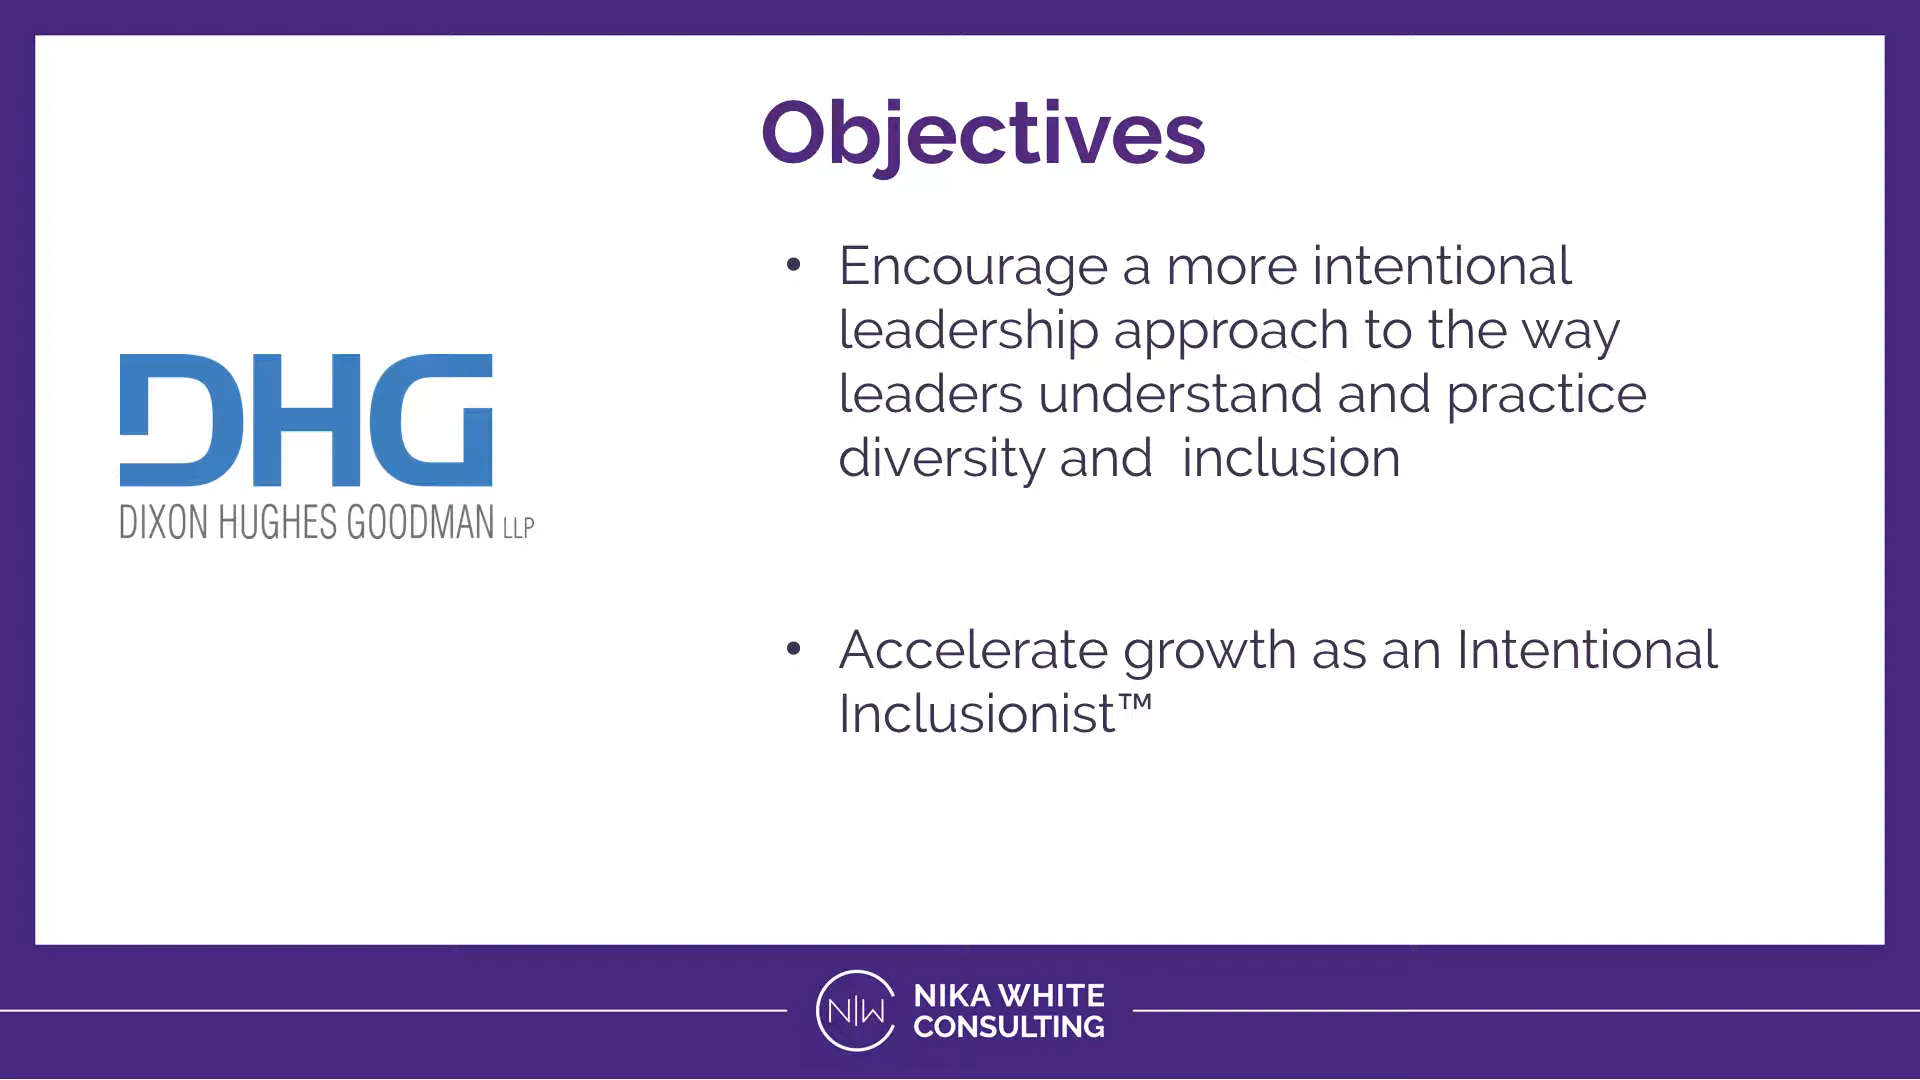 Objectives
DHG
DIXON HUGHES GOODMAN LLP
• Encourage a more intentional
leadership approach to the way
leaders understand and practice
diversity and  inclusion
• Accelerate growth as an Intentional
Inclusionist™
N|W
NIKA WHITE
CONSULTING